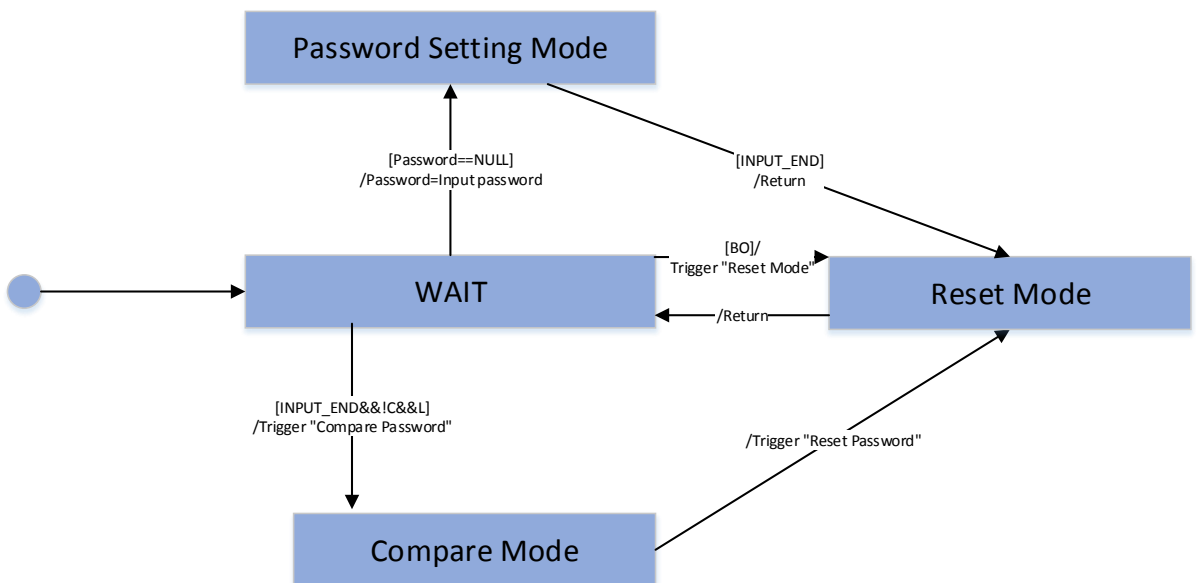 Password Setting Mode
[Password==NULL]
/Password=Input password
[INPUT_END]
/Return
[BO]/
Trigger "Reset Mode"
WAIT
Reset Mode
/Return
[INPUT_END&&!C&&L]
/Trigger "Compare Password"
/Trigger "Reset Password"
Compare Mode